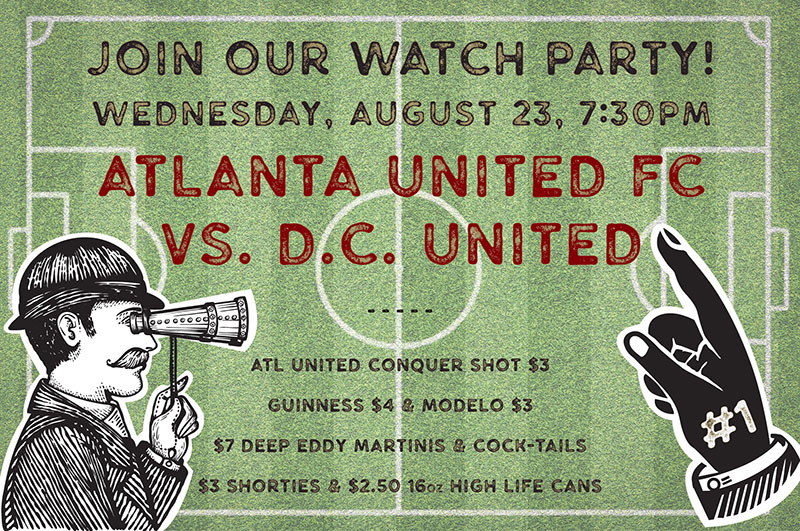 JOIN OUR WATCH PARTY!
WEDNESDAY, AUGUST 23, 7:30PM
ATLANTA UNITED FC
VS. D.C. UNITED
-----
ATL UNITED CONQUER SHOT $3
GUINNESS $4 & MODELO $3
$7 DEEP EDDY MARTINIS & COCK-TAILS
$3 SHORTIES & $2.50 16oz HIGH LIFE CANS
#1